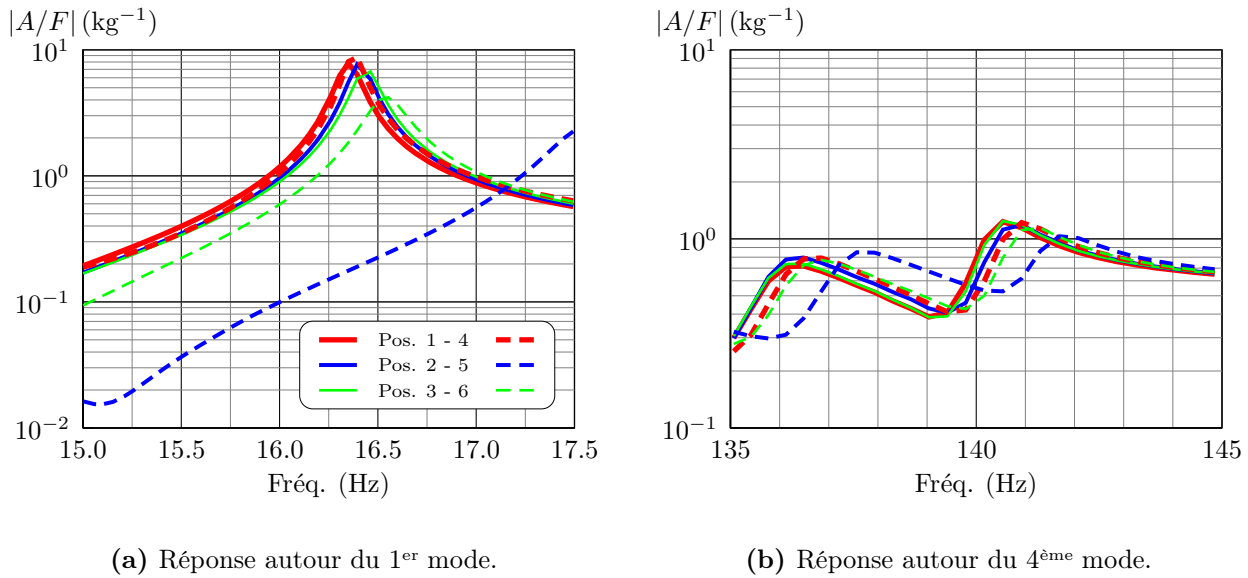 |A/F| (kg⁻¹)
10¹
10⁰
10⁻¹
10⁻²
15.0 15.5 16.0 16.5 17.0 17.5
Fréq. (Hz)
Pos. 1 - 4
Pos. 2 - 5
Pos. 3 - 6
(a) Réponse autour du 1ᵉʳ mode.
|A/F| (kg⁻¹)
10¹
10⁰
10⁻¹
135 140 145
Fréq. (Hz)
(b) Réponse autour du 4ᵉ̀ᵐᵉ mode.